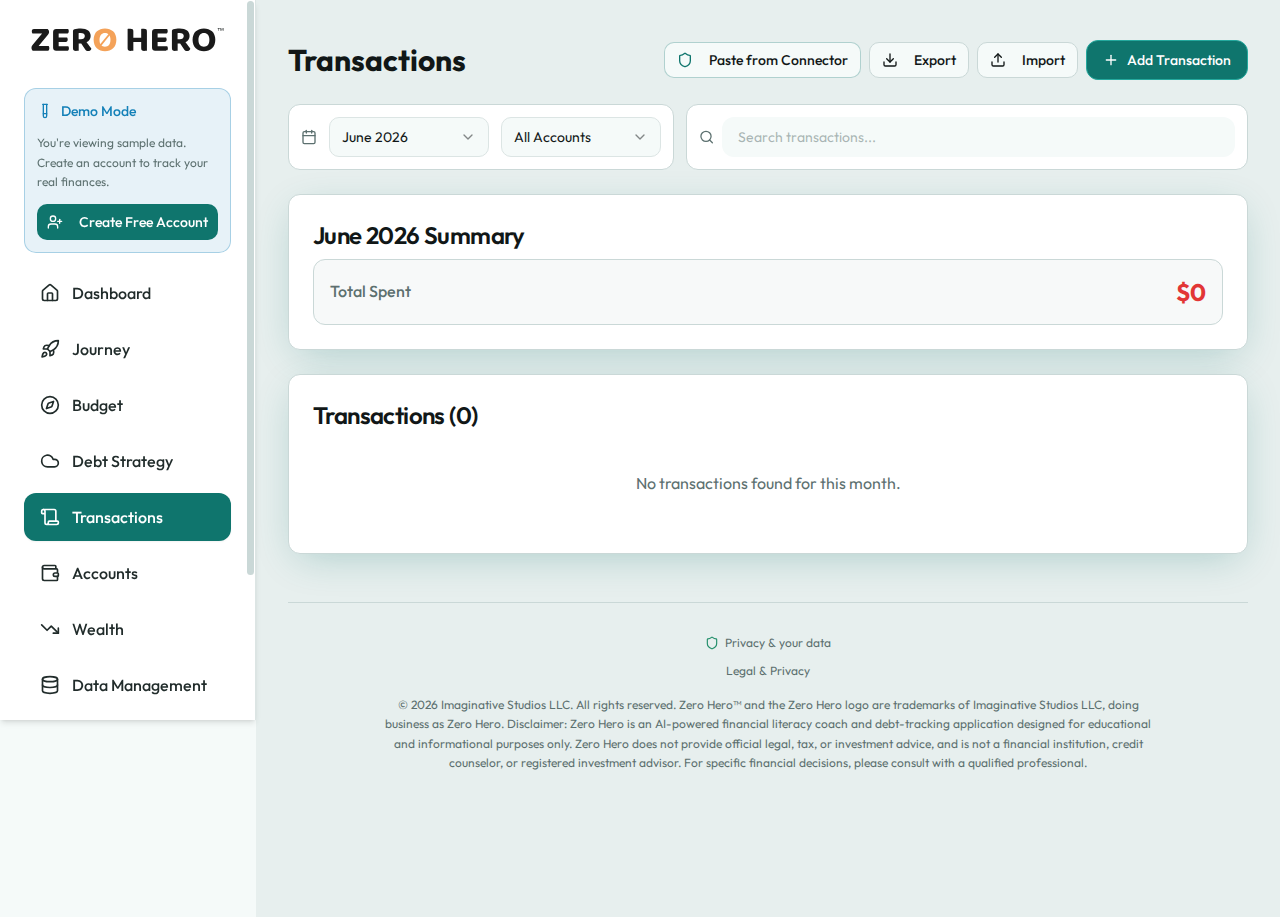 ZERO HERO™
Demo Mode
You're viewing sample data.
Create an account to track your
real finances.
Create Free Account
Dashboard
Journey
Budget
Debt Strategy
Transactions
Accounts
Wealth
Data Management
Transactions
Paste from Connector
Export
Import
Add Transaction
June 2026
All Accounts
Search transactions...
June 2026 Summary
Total Spent
$0
Transactions (0)
No transactions found for this month.
Privacy & your data
Legal & Privacy
© 2026 Imaginative Studios LLC. All rights reserved. Zero Hero™ and the Zero Hero logo are trademarks of Imaginative Studios LLC, doing
business as Zero Hero. Disclaimer: Zero Hero is an AI-powered financial literacy coach and debt-tracking application designed for educational
and informational purposes only. Zero Hero does not provide official legal, tax, or investment advice, and is not a financial institution, credit
counselor, or registered investment advisor. For specific financial decisions, please consult with a qualified professional.